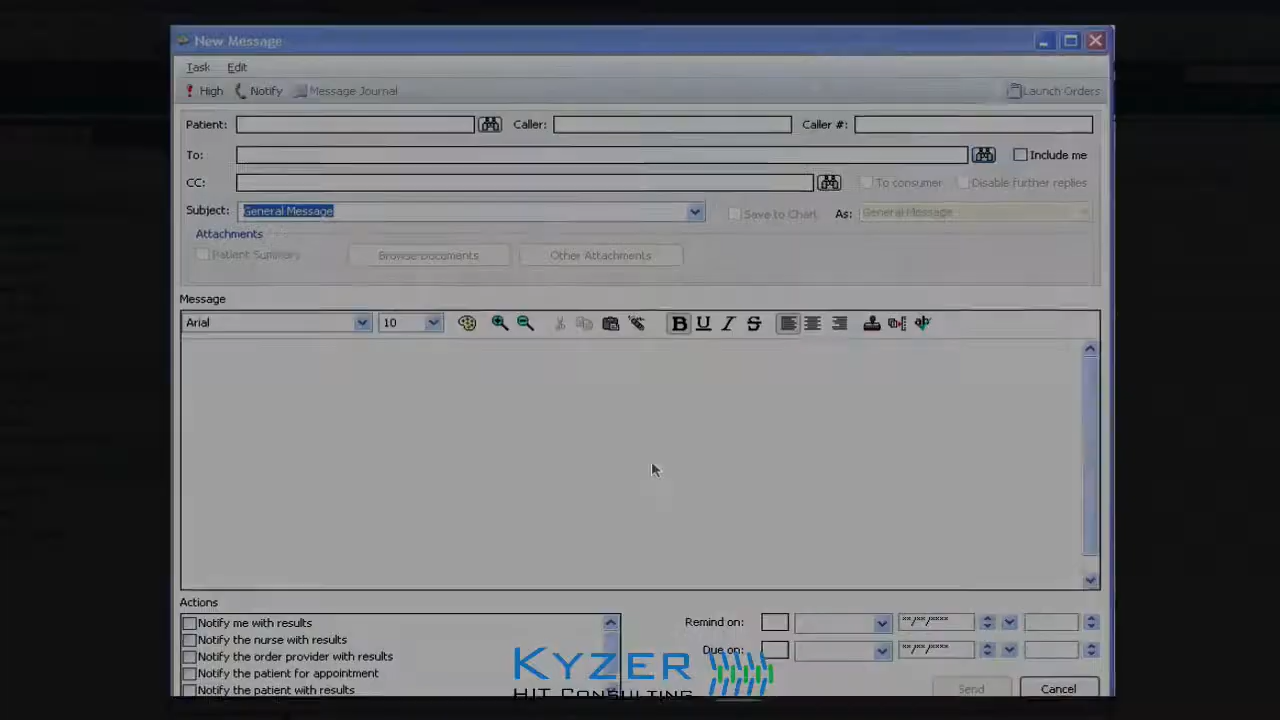 New Message
Task Edit
High Notify Message Journal Launch Orders
Patient: Caller: Caller #:
To: Include me
CC: To consumer Disable further replies
Subject: General Message Save to Chart As: General Message
Attachments
Patient Summary Browse Documents Other Attachments
Message
Arial 10 B U I S
Actions
Notify me with results Remind on: **/**/****
Notify the nurse with results
Notify the order provider with results Due on: **/**/****
Notify the patient for appointment
Notify the patient with results Send Cancel
KYZER
HIT CONSULTING